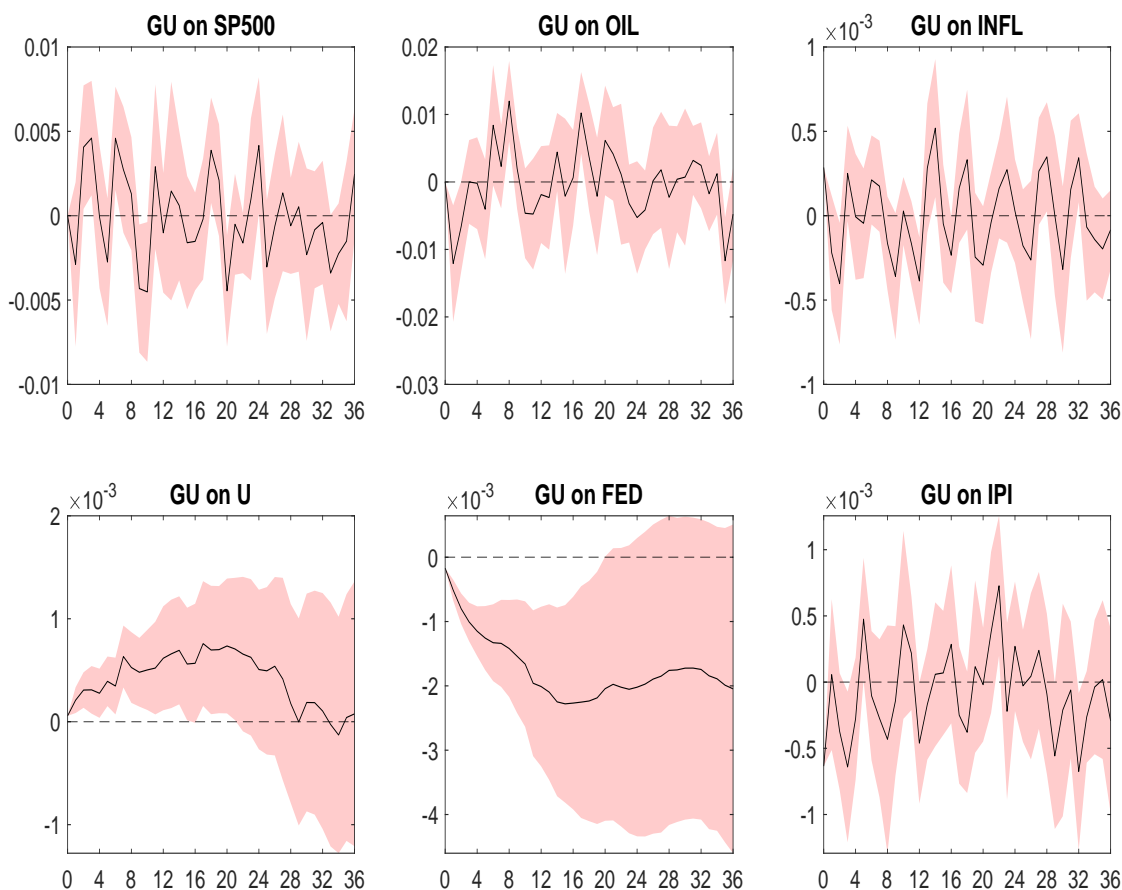 GU on SP500
0.01
0.005
0
-0.005
-0.01
0 4 8 12 16 20 24 28 32 36
GU on OIL
0.02
0.01
0
-0.01
-0.02
-0.03
0 4 8 12 16 20 24 28 32 36
×10-3
GU on INFL
1
0.5
0
-0.5
-1
0 4 8 12 16 20 24 28 32 36
×10-3
GU on U
2
1
0
-1
0 4 8 12 16 20 24 28 32 36
×10-3
GU on FED
0
-1
-2
-3
-4
0 4 8 12 16 20 24 28 32 36
×10-3
GU on IPI
1
0.5
0
-0.5
-1
0 4 8 12 16 20 24 28 32 36